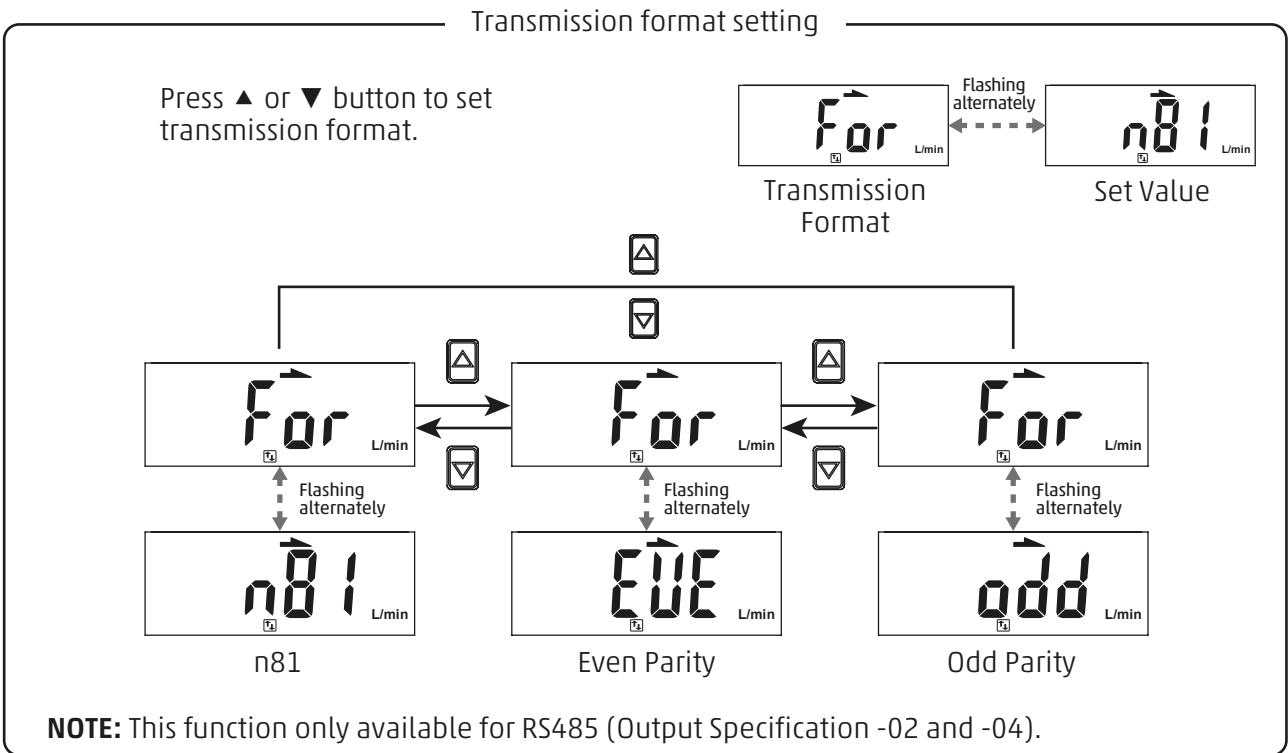 Transmission format setting
Press ▲ or ▼ button to set
transmission format.
For
L/min
Flashing
alternately
n81
L/min
Transmission
Format
Set Value
For
L/min
For
L/min
For
L/min
Flashing
alternately
Flashing
alternately
Flashing
alternately
n81
L/min
EVE
L/min
odd
L/min
n81
Even Parity
Odd Parity
NOTE: This function only available for RS485 (Output Specification -02 and -04).